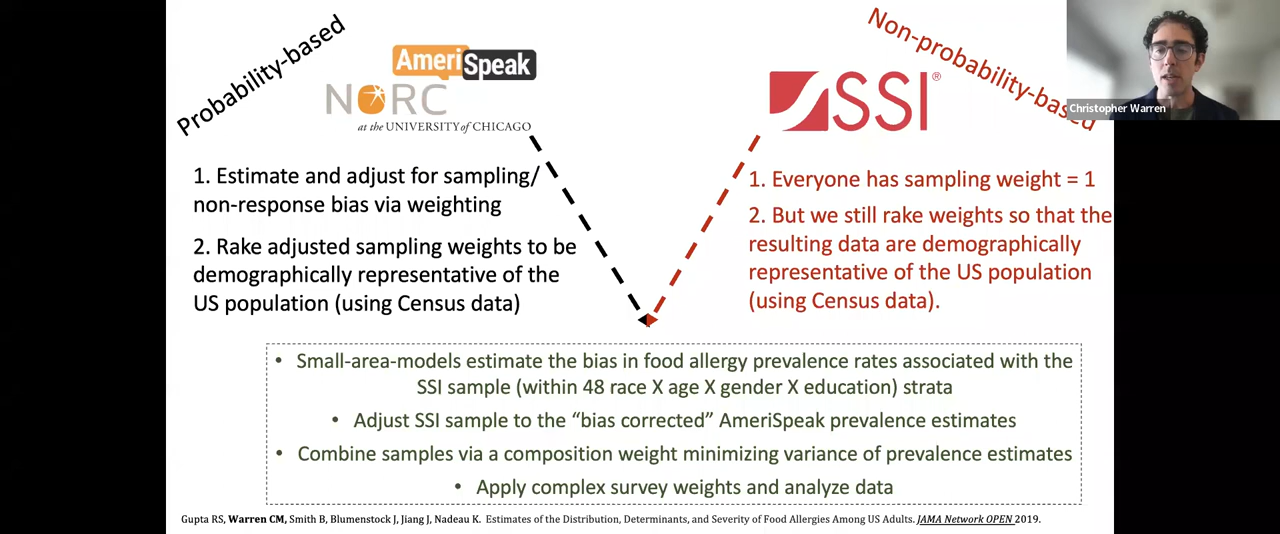 Probability-based
AmeriSpeak
NORC
at the UNIVERSITY of CHICAGO
1. Estimate and adjust for sampling/
non-response bias via weighting
2. Rake adjusted sampling weights to be
demographically representative of the
US population (using Census data)
Non-probability-based
SSI®
1. Everyone has sampling weight = 1
2. But we still rake weights so that the
resulting data are demographically
representative of the US population
(using Census data).
Christopher Warren
• Small-area-models estimate the bias in food allergy prevalence rates associated with the
SSI sample (within 48 race X age X gender X education) strata
• Adjust SSI sample to the “bias corrected” AmeriSpeak prevalence estimates
• Combine samples via a composition weight minimizing variance of prevalence estimates
• Apply complex survey weights and analyze data
Gupta RS, Warren CM, Smith B, Blumenstock J, Jiang J, Nadeau K. Estimates of the Distribution, Determinants, and Severity of Food Allergies Among US Adults. JAMA Network OPEN 2019.